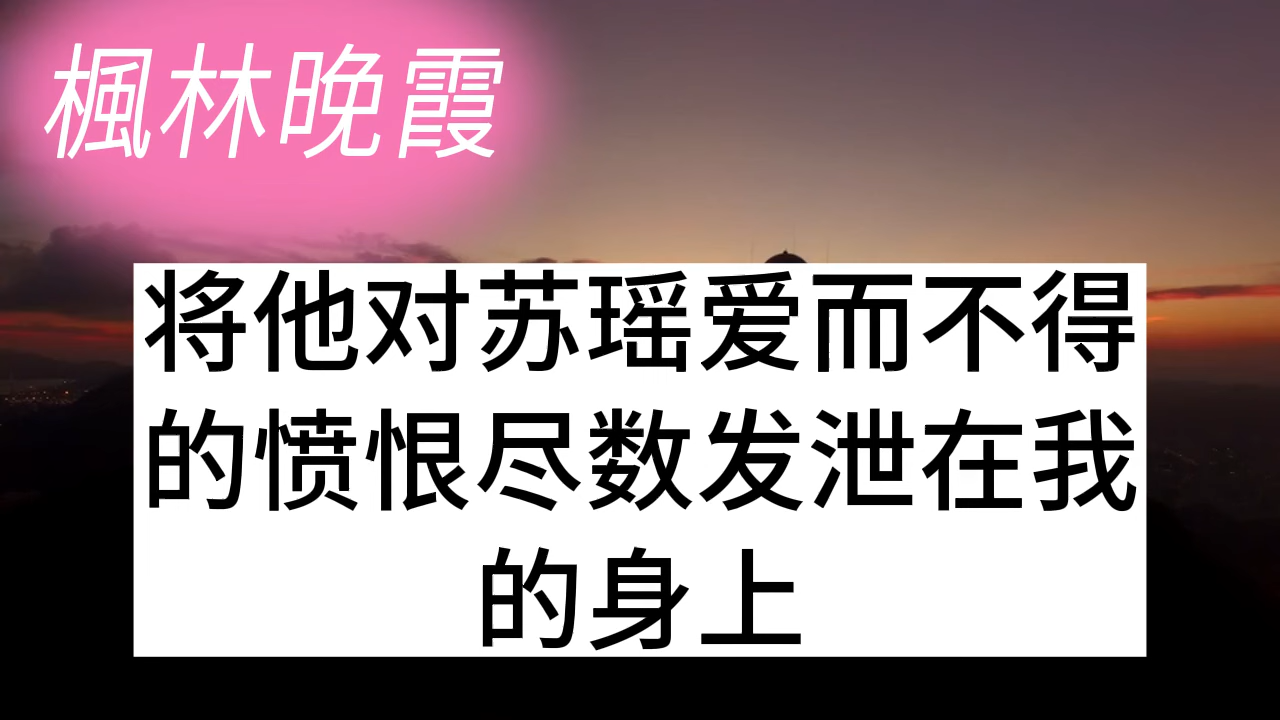 楓林晚霞
将他对苏瑶爱而不得
的愤恨尽数发泄在我
的身上